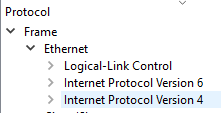 Protocol
Frame
Ethernet
Logical-Link Control
Internet Protocol Version 6
Internet Protocol Version 4